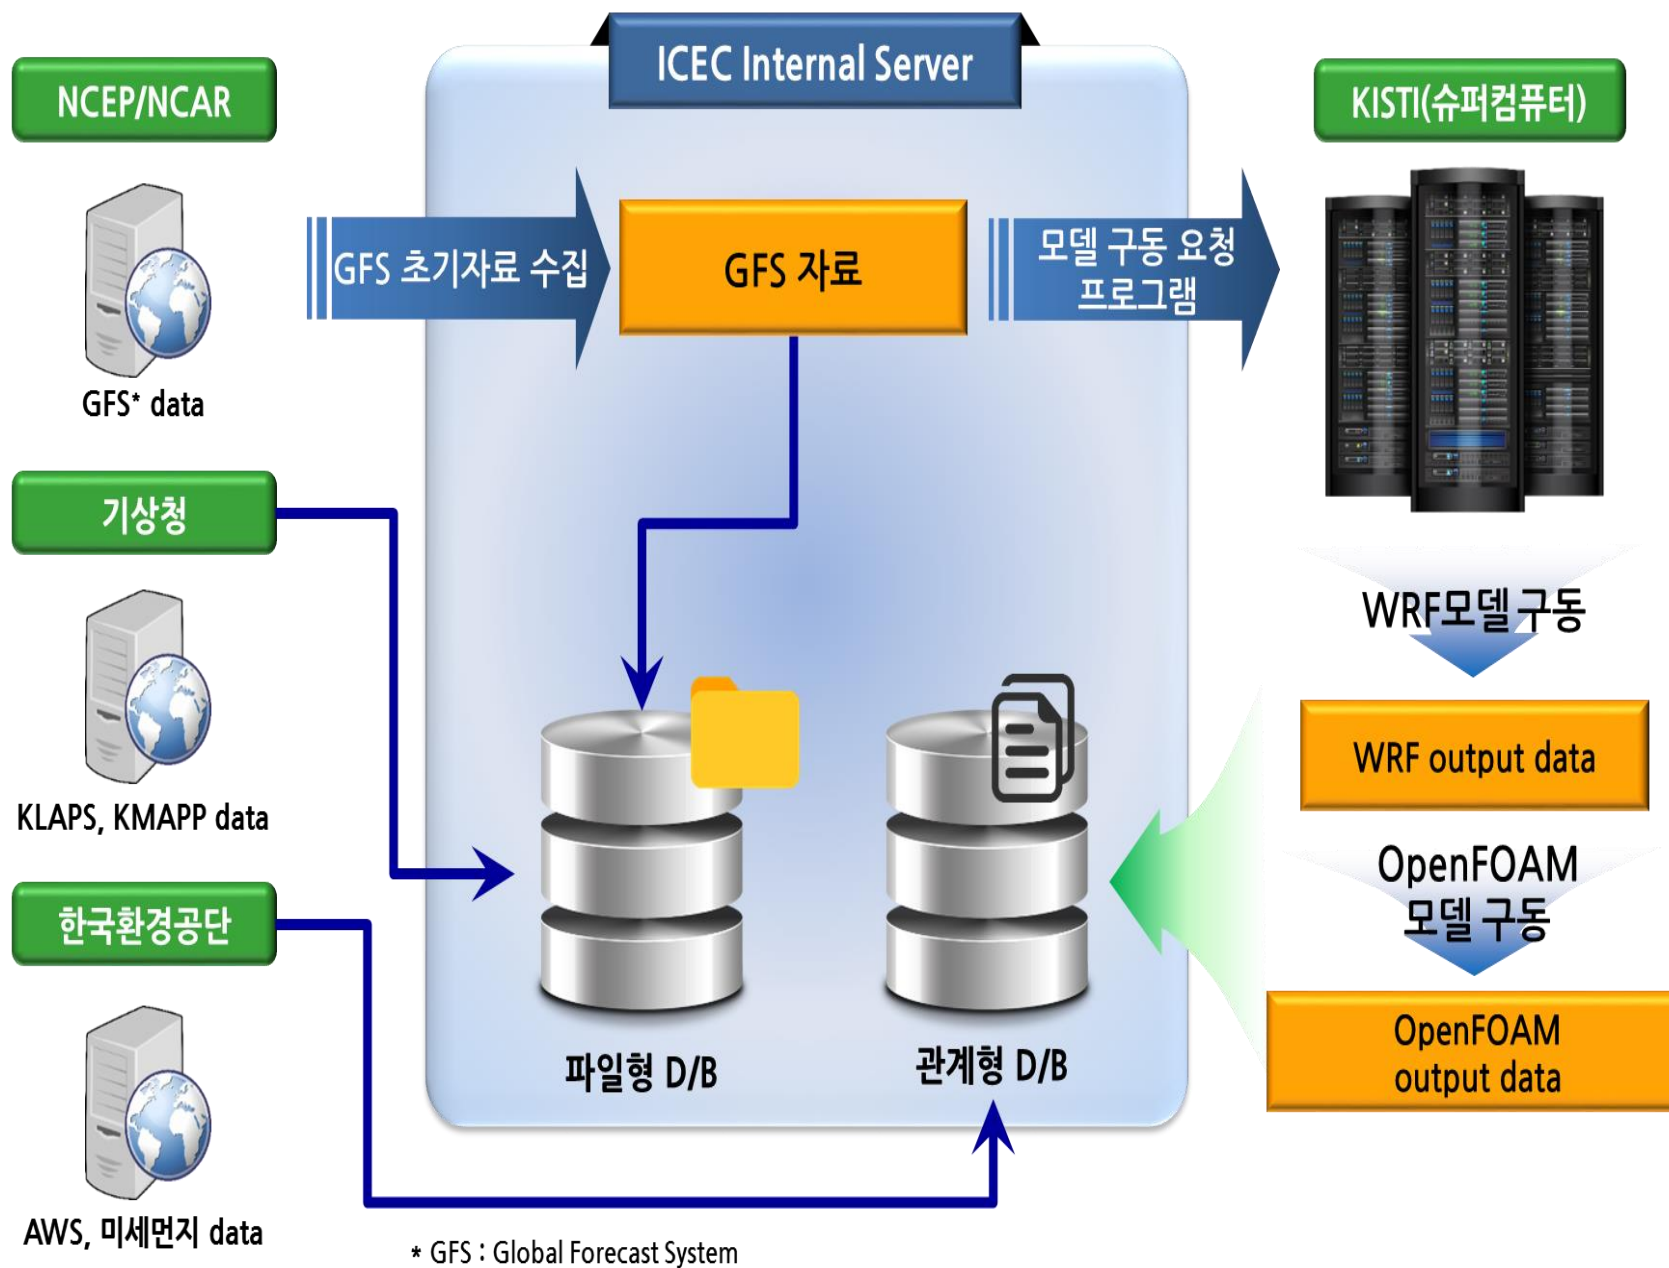 ICEC Internal Server
NCEP/NCAR
KISTI(슈퍼컴퓨터)
GFS 초기자료 수집
GFS 자료
모델 구동 요청
프로그램
GFS* data
기상청
WRF모델 구동
WRF output data
KLAPS, KMAPP data
OpenFOAM
모델 구동
한국환경공단
OpenFOAM
output data
파일형 D/B
관계형 D/B
AWS, 미세먼지 data
* GFS : Global Forecast System